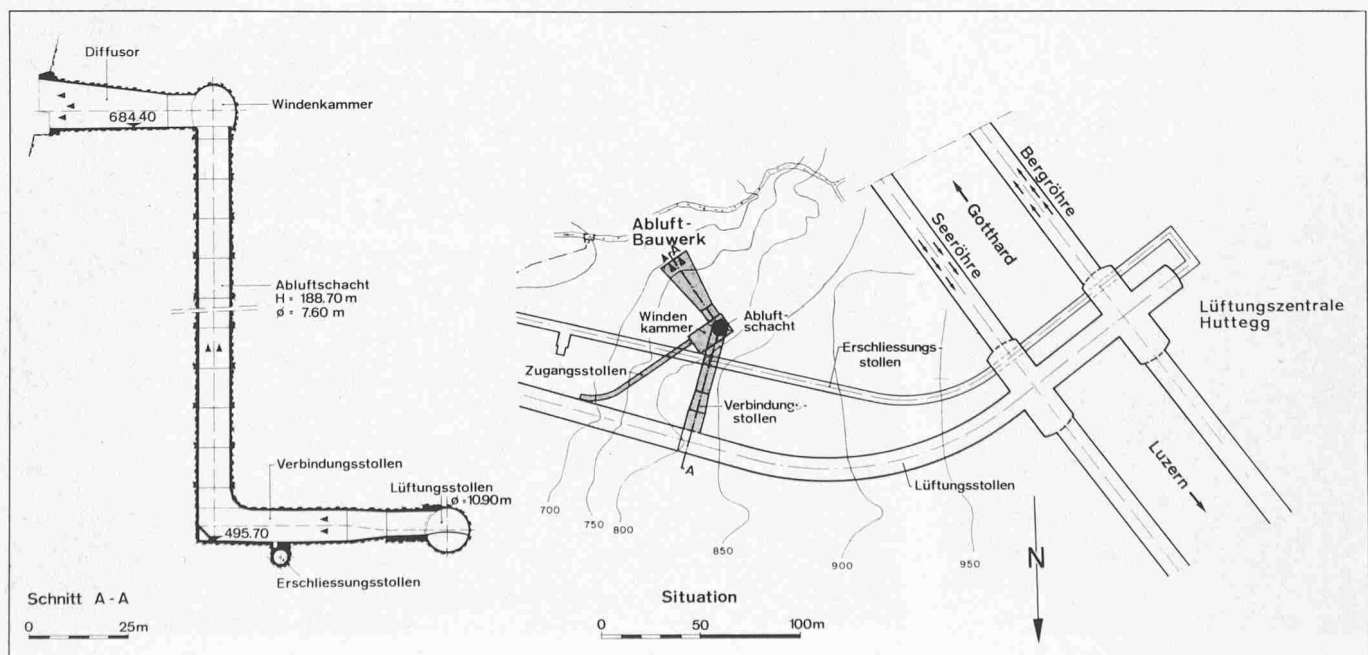 Diffusor
Windenkammer
684.40
Abluftschacht
H = 188.70 m
ø = 7.60 m
Verbindungsstollen
Lüftungsstollen
ø = 10.90 m
495.70
Erschliessungsstollen
Schnitt A - A
0 25m
Abluft-
Bauwerk
A
Winden
kammer
Abluft-
schacht
Zugangsstollen
Erschliessungs-
stollen
Verbindungs-
stollen
A
Lüftungsstollen
Seeröhre
Gotthard
Bergröhre
Lüftungszentrale
Huttegg
Luzern
700
750
800
850
900
950
N
Situation
0 50 100m